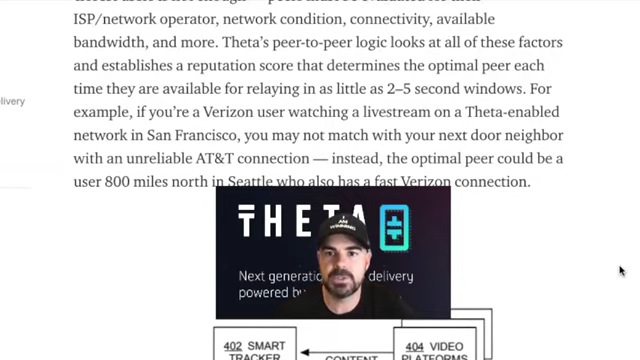 ISP/network operator, network condition, connectivity, available
bandwidth, and more. Theta’s peer-to-peer logic looks at all of these factors
and establishes a reputation score that determines the optimal peer each
time they are available for relaying in as little as 2–5 second windows. For
example, if you’re a Verizon user watching a livestream on a Theta-enabled
network in San Francisco, you may not match with your next door neighbor
with an unreliable AT&T connection — instead, the optimal peer could be a
user 800 miles north in Seattle who also has a fast Verizon connection.
THETA
I AM
WINNING
Next delivery
powered by
402 SMART
TRACKER
404 VIDEO
PLATFORMS
CONTENT